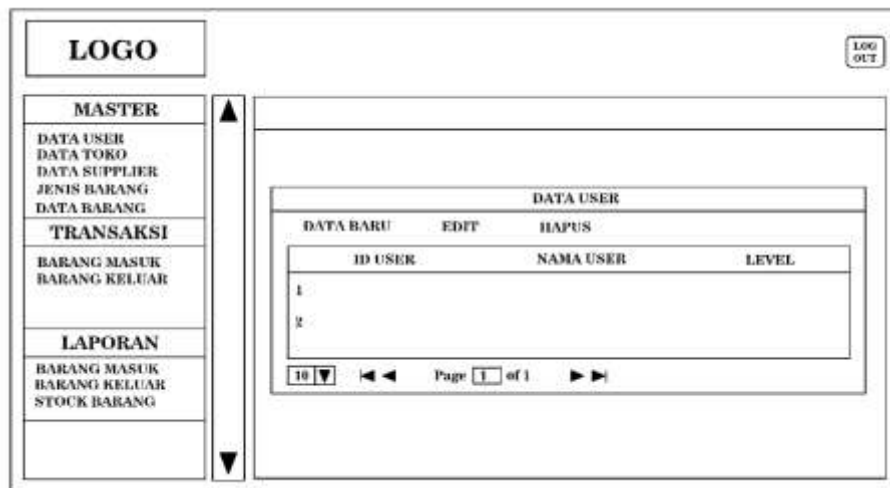 LOGO
LOG
OUT
MASTER
DATA USER
DATA TOKO
DATA SUPPLIER
JENIS BARANG
DATA BARANG
TRANSAKSI
BARANG MASUK
BARANG KELUAR
LAPORAN
BARANG MASUK
BARANG KELUAR
STOCK BARANG
DATA USER
DATA BARU EDIT HAPUS
ID USER NAMA USER LEVEL
1
2
10 Page 1 of 1